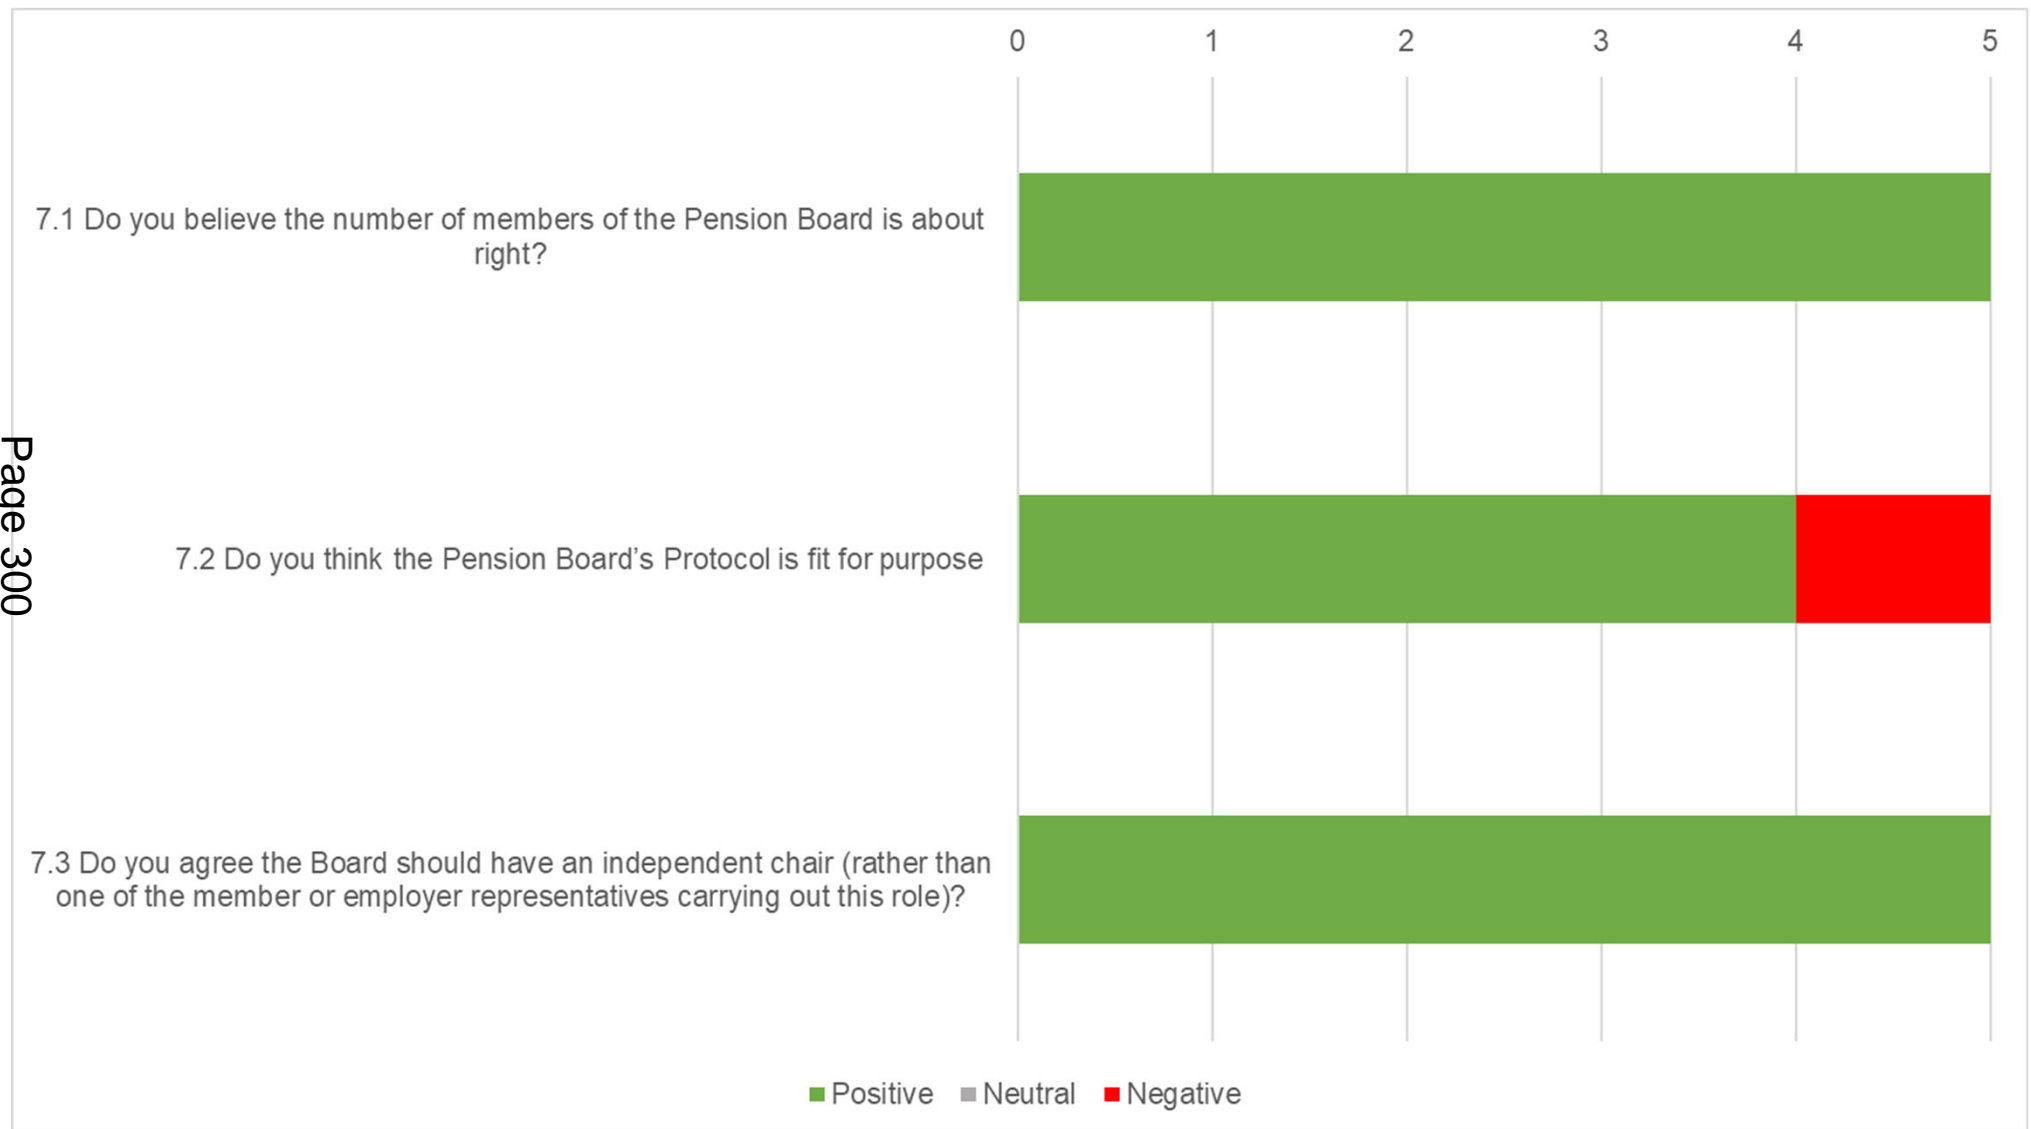 0 1 2 3 4 5
7.1 Do you believe the number of members of the Pension Board is about
right?
7.2 Do you think the Pension Board’s Protocol is fit for purpose
7.3 Do you agree the Board should have an independent chair (rather than
one of the member or employer representatives carrying out this role)?
Positive Neutral Negative
Page 300